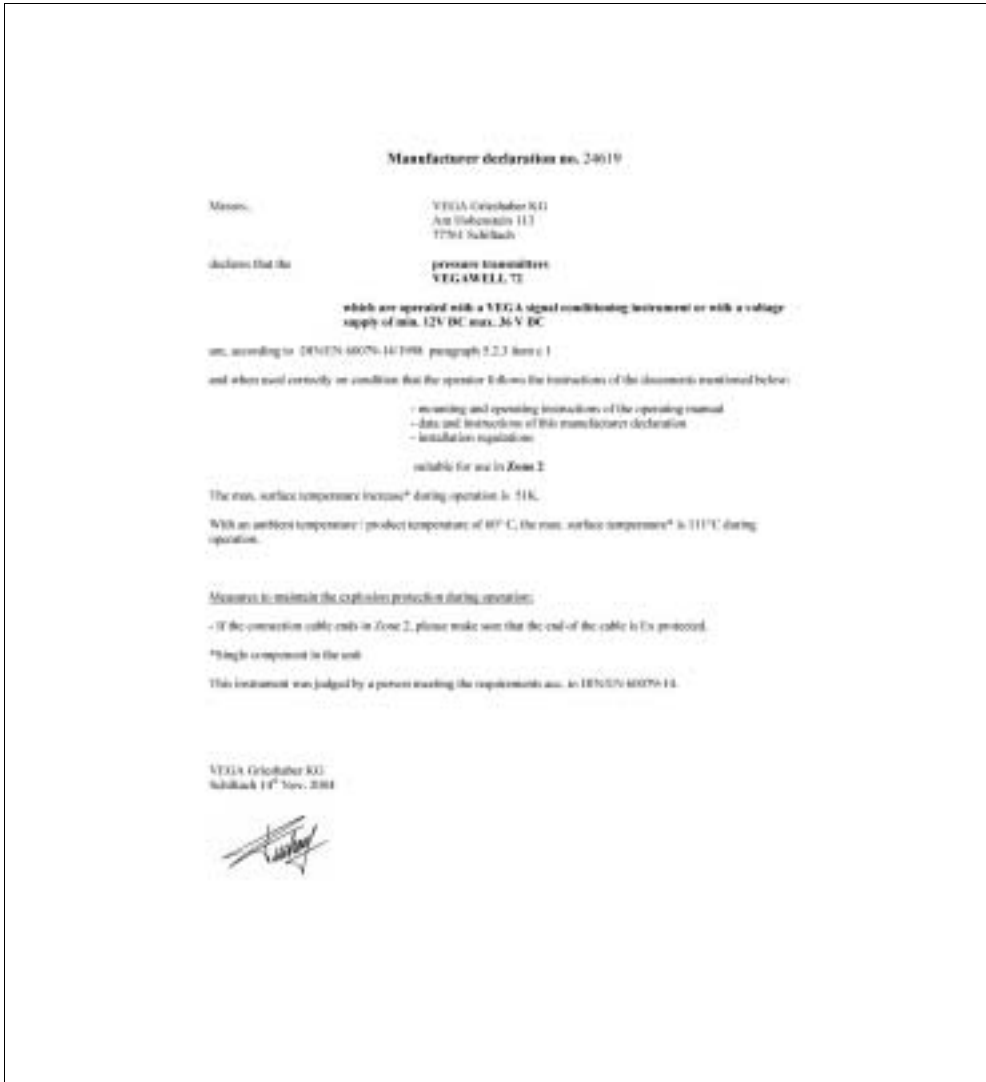 Manufacturer declaration no. 24619
Messrs.
VEGA Grieshaber KG
Am Hohenstein 113
77761 Schiltach
declares that the
pressure transmitters
VEGAWELL 72
which are operated with a VEGA signal conditioning instrument or with a voltage
supply of min. 12V DC max. 36 V DC
are, according to DIN/EN 60079-14/1998 paragraph 5.2.3 item c 1
and when used correctly on condition that the operator follows the instructions of the documents mentioned below:
- mounting and operating instructions of the operating manual
- data and instructions of this manufacturer declaration
- installation regulations
suitable for use in Zone 2
The max. surface temperature increase* during operation is 51K.
With an ambient temperature / product temperature of 60° C, the max. surface temperature* is 111°C during
operation.
Measures to maintain the explosion protection during operation:
- If the connection cable ends in Zone 2, please make sure that the end of the cable is Ex protected.
*Single component in the unit
This instrument was judged by a person meeting the requirements acc. to DIN/EN 60079-14.
VEGA Grieshaber KG
Schiltach 14th Nov.